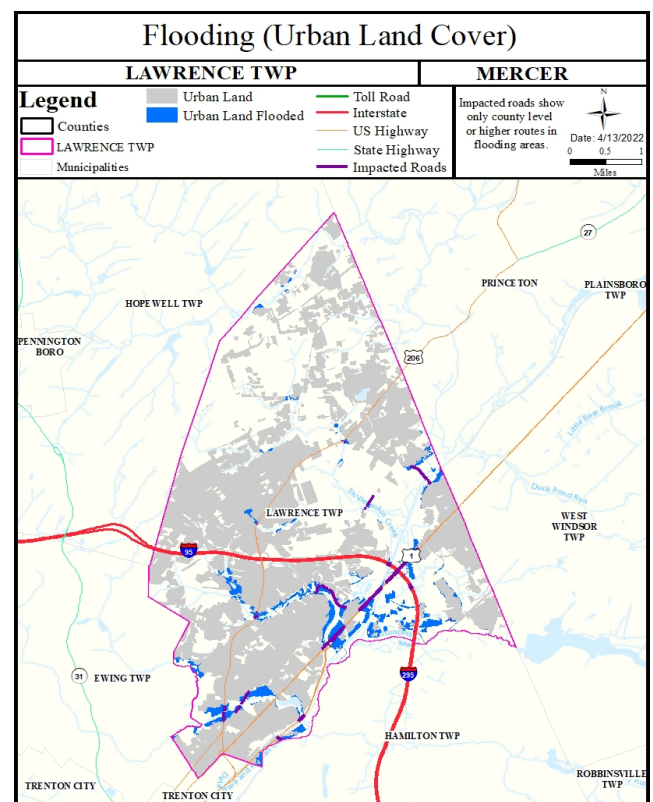 Flooding (Urban Land Cover)
LAWRENCE TWP
MERCER
Legend
Counties
LAWRENCE TWP
Municipalities
Urban Land
Urban Land Flooded
Toll Road
Interstate
US Highway
State Highway
Impacted Roads
Impacted roads show
only county level
or higher routes in
flooding areas.
N
Date: 4/13/2022
0 0.5 1
Miles
27
PRINCETON
PLAINSBORO
TWP
HOPEWELL TWP
PENNINGTON
BORO
206
Little Bear Brook
Duck Pond Run
LAWRENCE TWP
WEST
WINDSOR
TWP
95
1
31
EWING TWP
295
HAMILTON TWP
ROBBINSVILLE
TWP
TRENTON CITY
TRENTON CITY